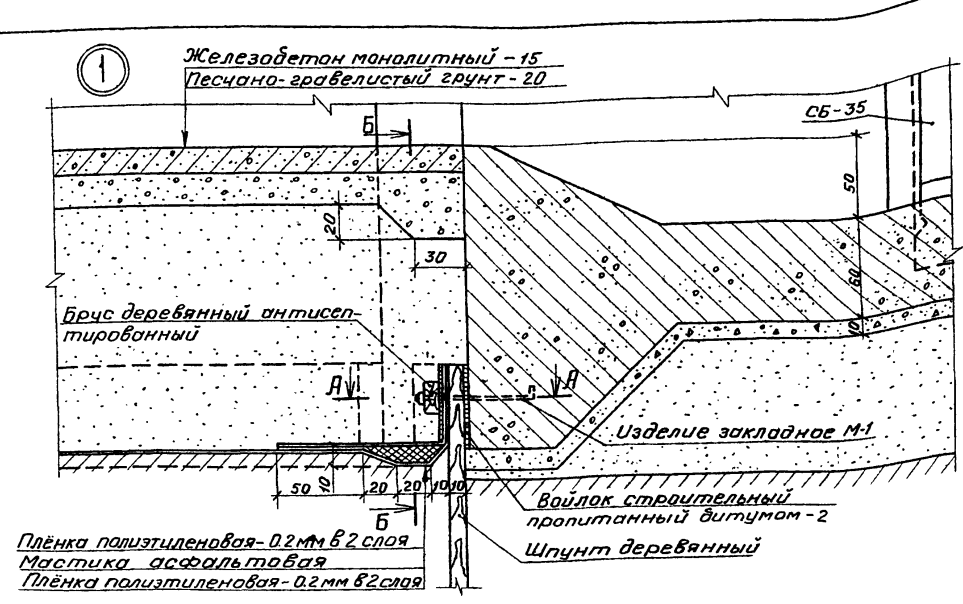 1
Железобетон монолитный - 15
Песчано-гравелистый грунт - 20
СБ-35
Б
50
20
30
60
Брус деревянный антисеп-
тированный
10
А
А
Изделие закладное М-1
10
50
20
20
10
10
Войлок строительный
пропитанный битумом - 2
Б
Плёнка полиэтиленовая - 0.2мм в 2 слоя
Шпунт деревянный
Мастика асфальтовая
Плёнка полиэтиленовая - 0.2 мм в 2 слоя